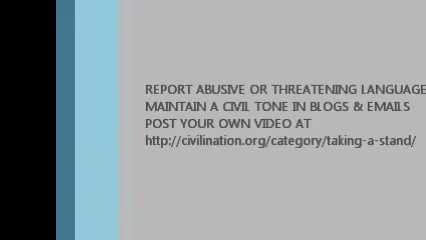 REPORT ABUSIVE OR THREATENING LANGUAGE
MAINTAIN A CIVIL TONE IN BLOGS & EMAILS
POST YOUR OWN VIDEO AT
http://civilination.org/category/taking-a-stand/